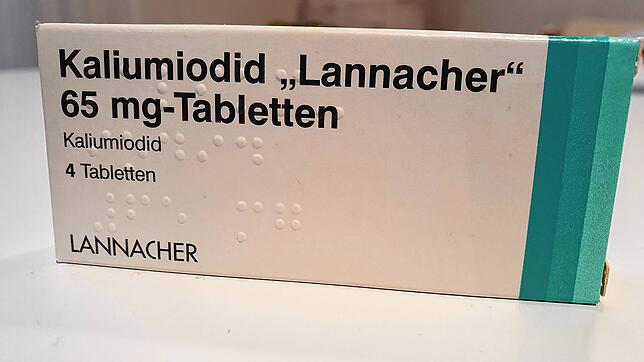 Kaliumiodid „Lannacher“
65 mg-Tabletten
Kaliumiodid
4 Tabletten
LANNACHER